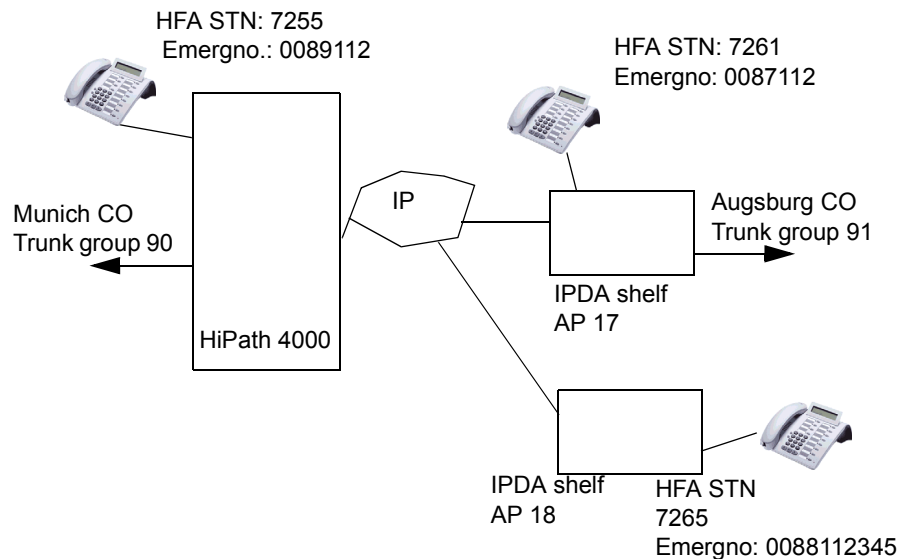 HFA STN: 7255
Emergno.: 0089112
HFA STN: 7261
Emergno: 0087112
Munich CO
Trunk group 90
IP
Augsburg CO
Trunk group 91
HiPath 4000
IPDA shelf
AP 17
IPDA shelf
AP 18
HFA STN
7265
Emergno: 0088112345